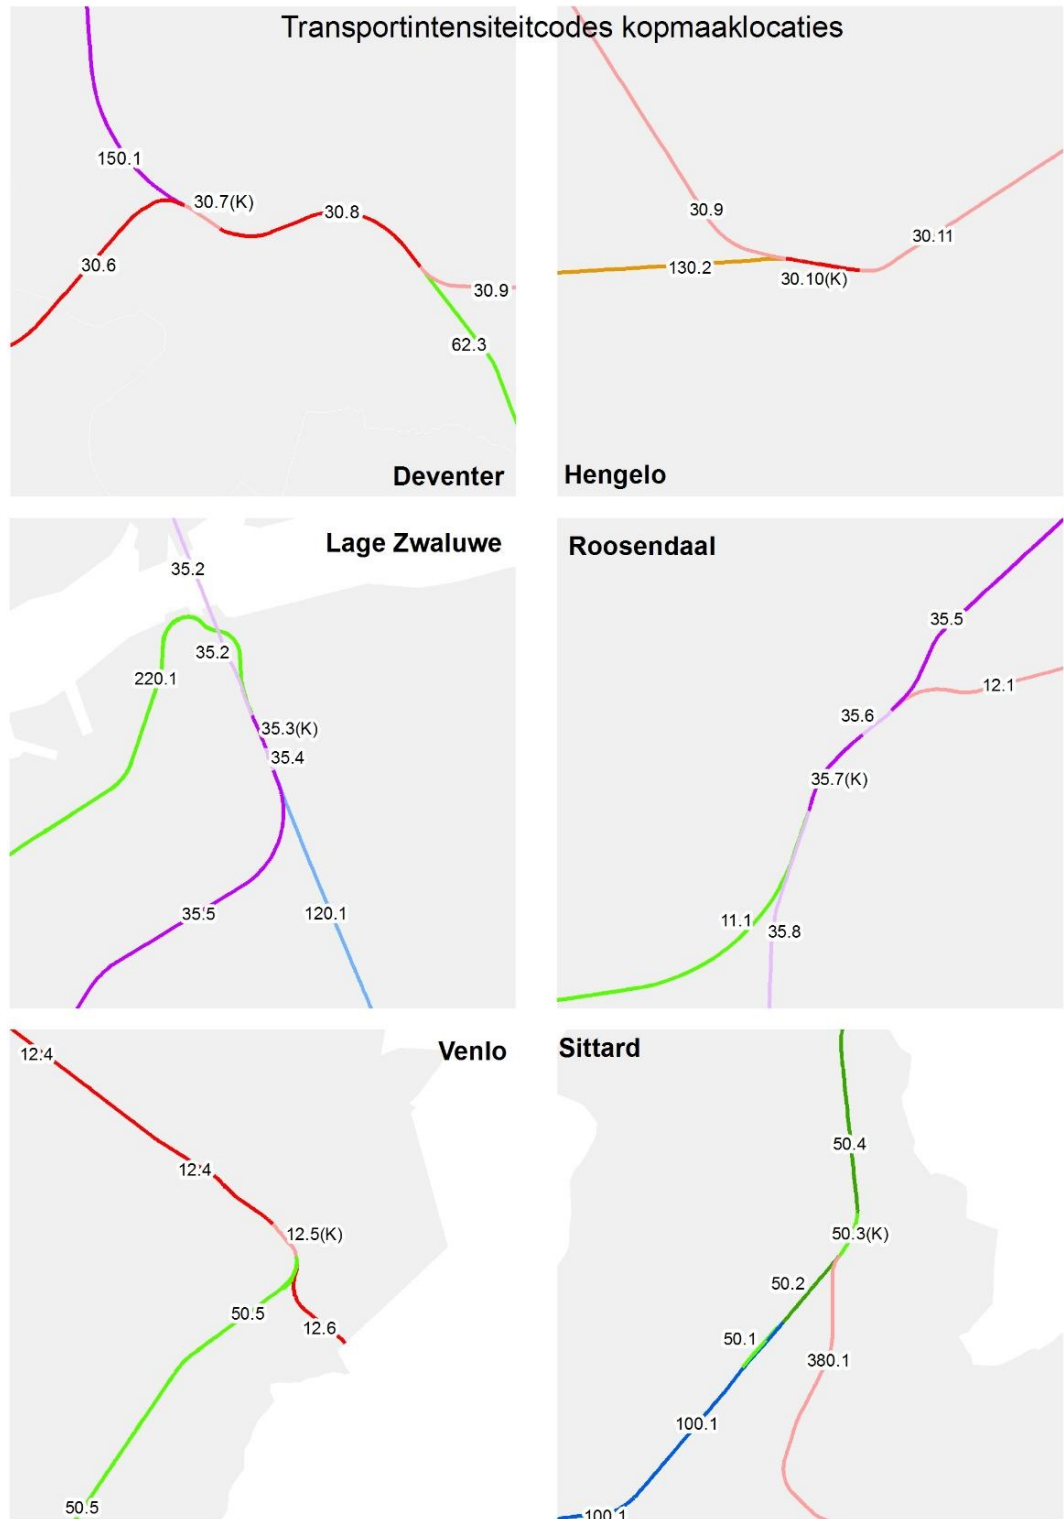 Transportintensiteitcodes kopmaaklocaties
150.1
30.7(K)
30.8
30.6
30.9
62.3
Deventer
30.9
30.11
130.2
30.10(K)
Hengelo
Lage Zwaluwe
35.2
35.2
220.1
35.3(K)
35.4
35.5
120.1
Roosendaal
35.5
12.1
35.6
35.7(K)
11.1
35.8
Venlo
12.4
12.4
12.5(K)
50.5
12.6
50.5
Sittard
50.4
50.3(K)
50.2
50.1
380.1
100.1
100.1